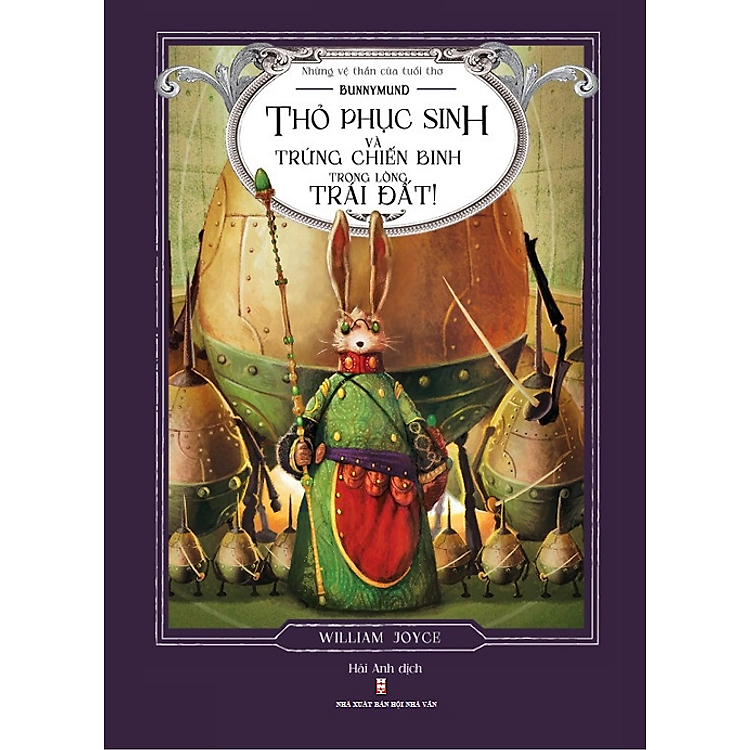 Những vệ thần của tuổi thơ
BUNNYMUND
THỎ PHỤC SINH
VÀ
TRỨNG CHIẾN BINH
TRONG LÒNG
TRÁI ĐẤT!
WILLIAM JOYCE
Hải Anh dịch
NHÀ XUẤT BẢN HỘI NHÀ VĂN